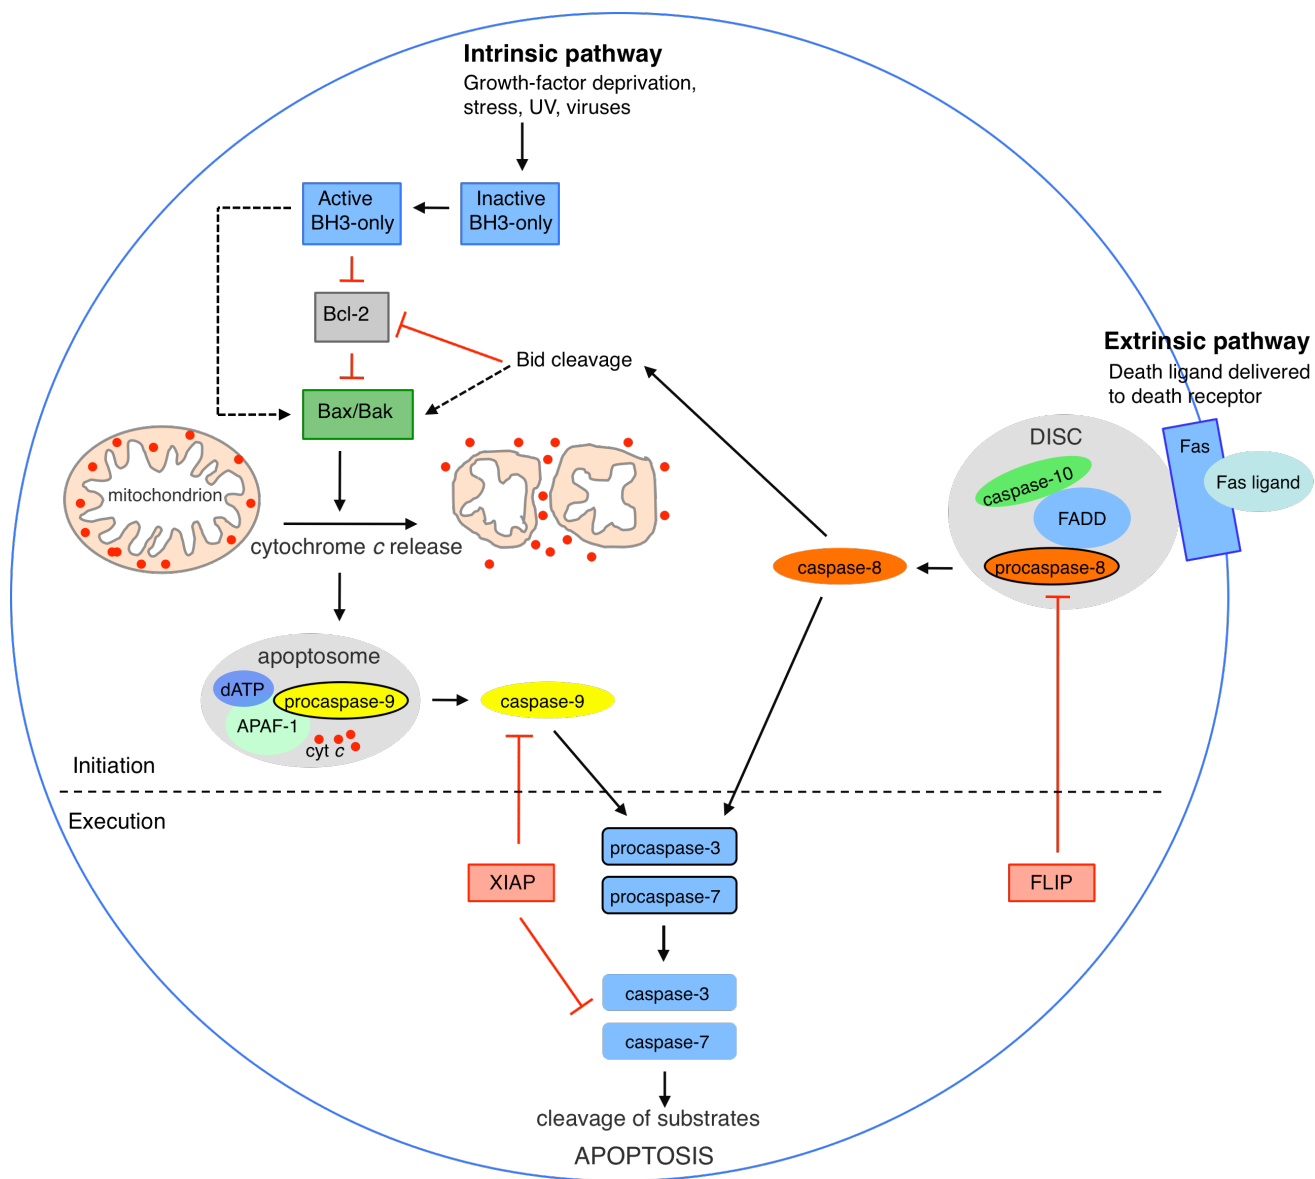 Intrinsic pathway
Growth-factor deprivation,
stress, UV, viruses
Active
BH3-only
Inactive
BH3-only
Bcl-2
Bid cleavage
Bax/Bak
Extrinsic pathway
Death ligand delivered
to death receptor
DISC
Fas
Fas ligand
caspase-10
FADD
procaspase-8
caspase-8
mitochondrion
cytochrome c release
apoptosome
dATP
procaspase-9
APAF-1
cyt c
caspase-9
Initiation
Execution
procaspase-3
procaspase-7
XIAP
FLIP
caspase-3
caspase-7
cleavage of substrates
APOPTOSIS